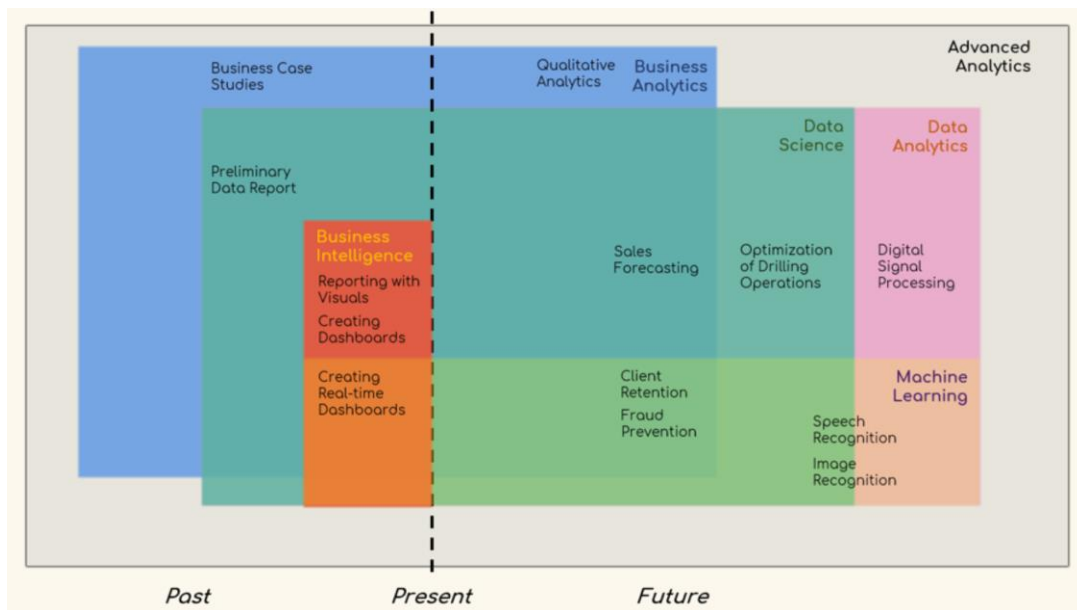 Advanced
Analytics
Business Case
Studies
Qualitative
Analytics
Business
Analytics
Data
Science
Data
Analytics
Preliminary
Data Report
Business
Intelligence
Reporting with
Visuals
Creating
Dashboards
Sales
Forecasting
Optimization
of Drilling
Operations
Digital
Signal
Processing
Creating
Real-time
Dashboards
Client
Retention
Fraud
Prevention
Machine
Learning
Speech
Recognition
Image
Recognition
Past
Present
Future